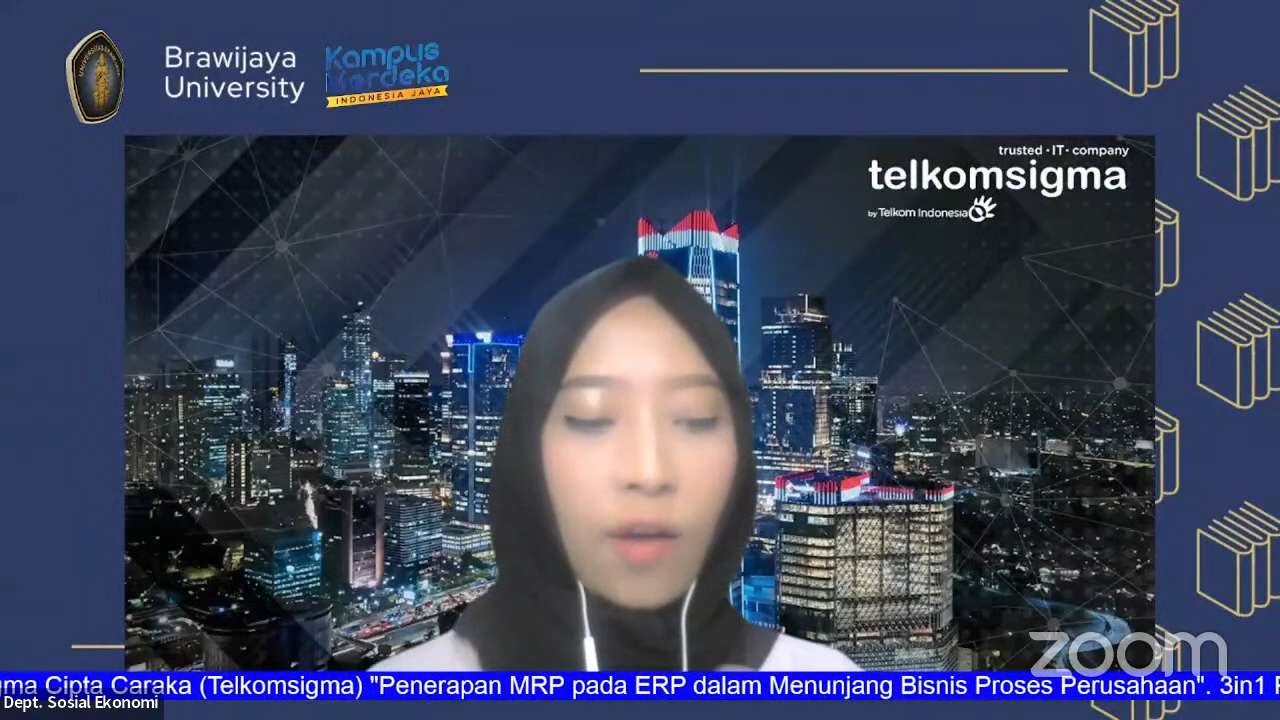 Brawijaya
University
Kampus
Merdeka
INDONESIA JAYA
trusted · IT · company
telkomsigma
by Telkom Indonesia
zoom
gma Cipta Caraka (Telkomsigma) "Penerapan MRP pada ERP dalam Menunjang Bisnis Proses Perusahaan". 3in1
Dept. Sosial Ekonomi